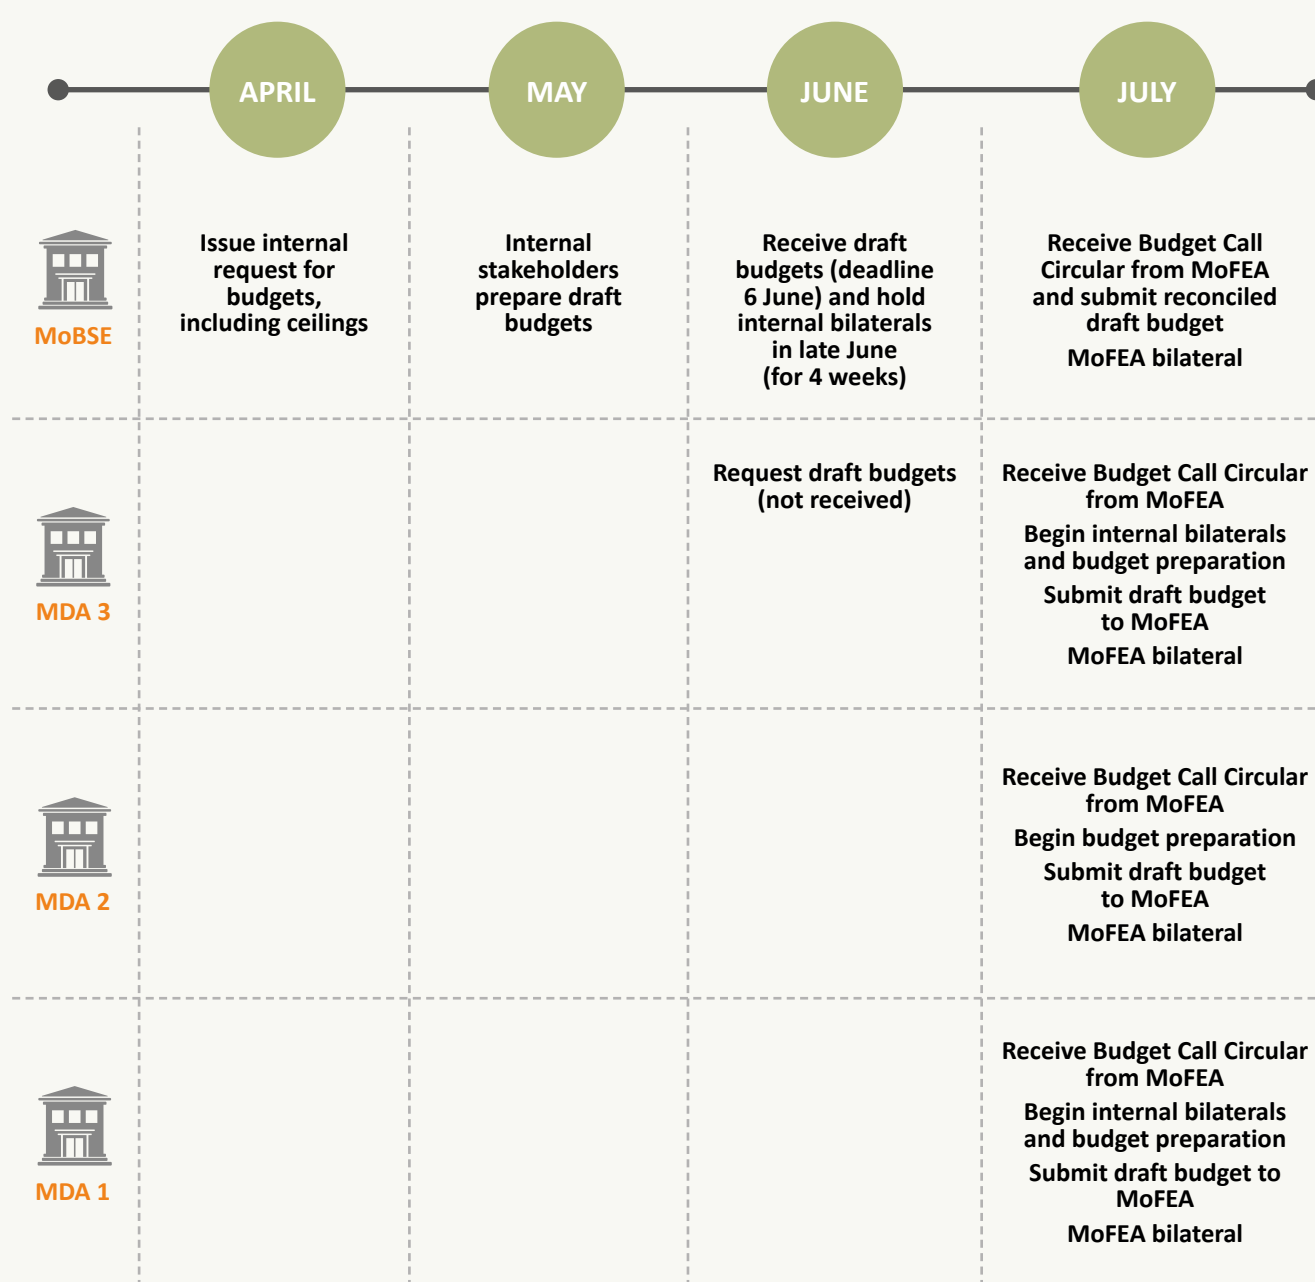 APRIL
MAY
JUNE
JULY
MoBSE
Issue internal
request for
budgets,
including ceilings
Internal
stakeholders
prepare draft
budgets
Receive draft
budgets (deadline
6 June) and hold
internal bilaterals
in late June
(for 4 weeks)
Receive Budget Call
Circular from MoFEA
and submit reconciled
draft budget
MoFEA bilateral
MDA 3
Request draft budgets
(not received)
Receive Budget Call Circular
from MoFEA
Begin internal bilaterals
and budget preparation
Submit draft budget
to MoFEA
MoFEA bilateral
MDA 2
Receive Budget Call Circular
from MoFEA
Begin budget preparation
Submit draft budget
to MoFEA
MoFEA bilateral
MDA 1
Receive Budget Call Circular
from MoFEA
Begin internal bilaterals
and budget preparation
Submit draft budget to
MoFEA
MoFEA bilateral